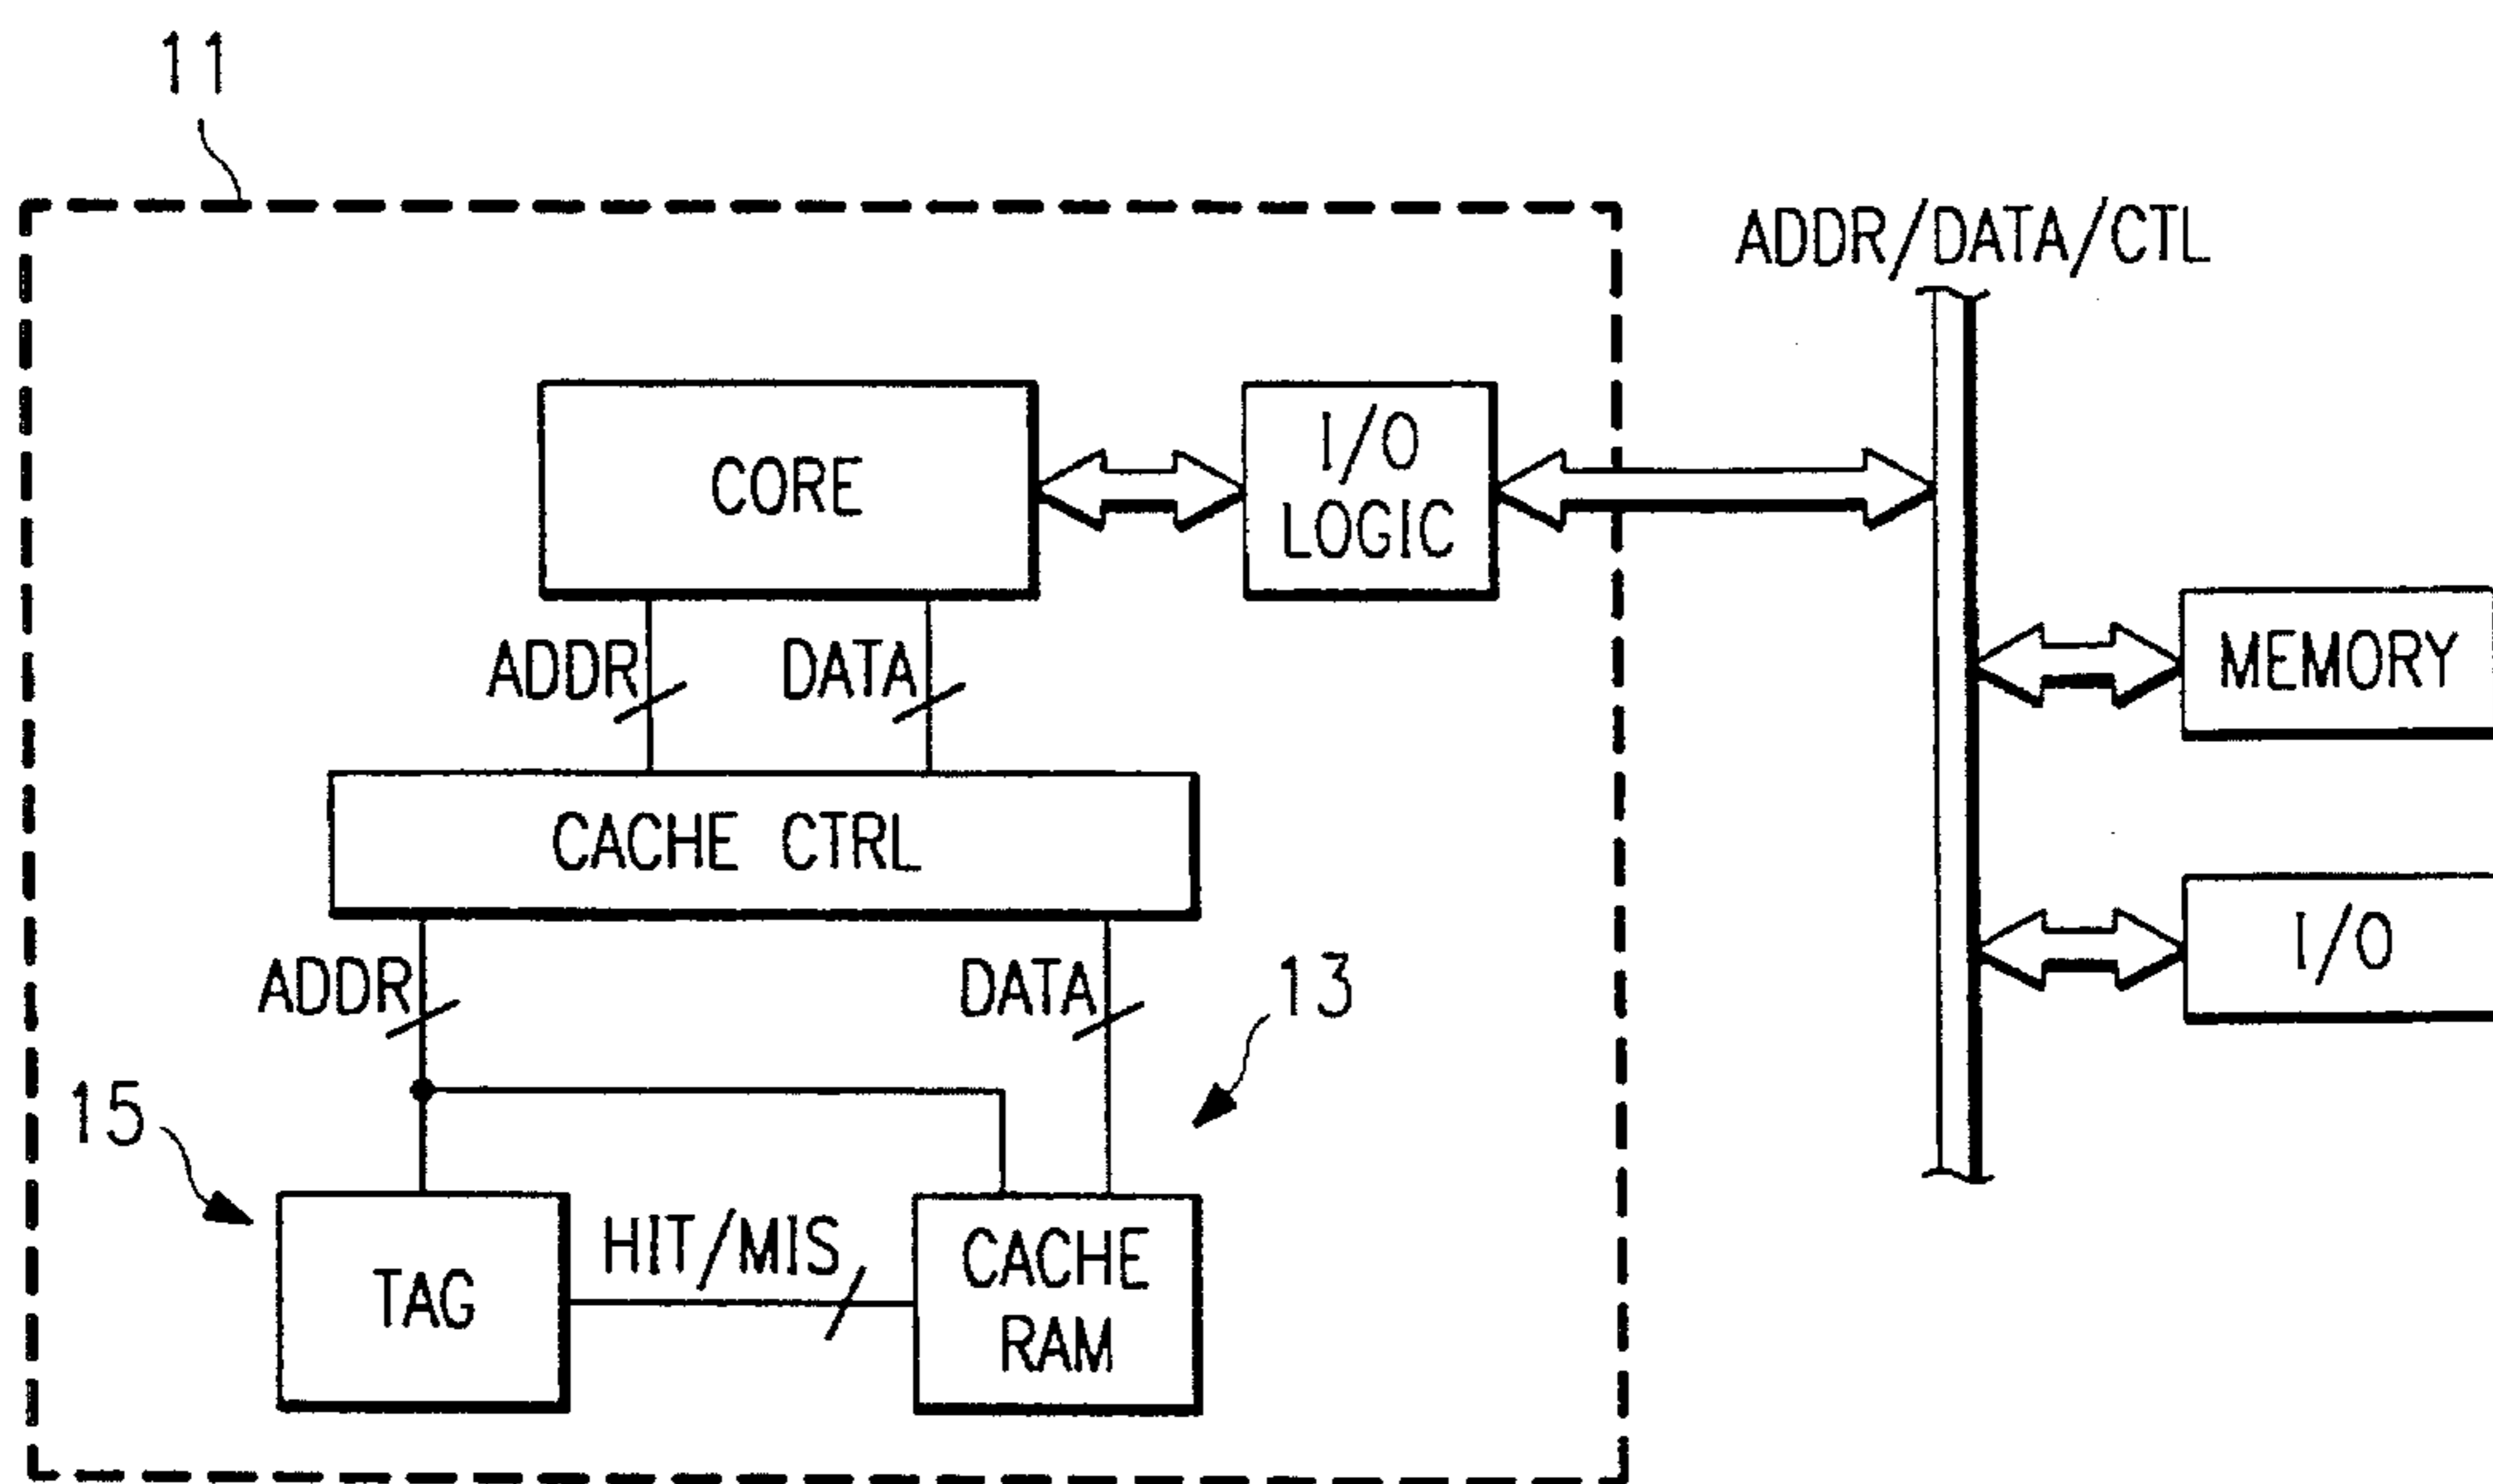 11
ADDR/DATA/CTL
CORE
I/O
LOGIC
ADDR
DATA
MEMORY
CACHE CTRL
I/O
ADDR
DATA
13
15
TAG
HIT/MIS
CACHE
RAM